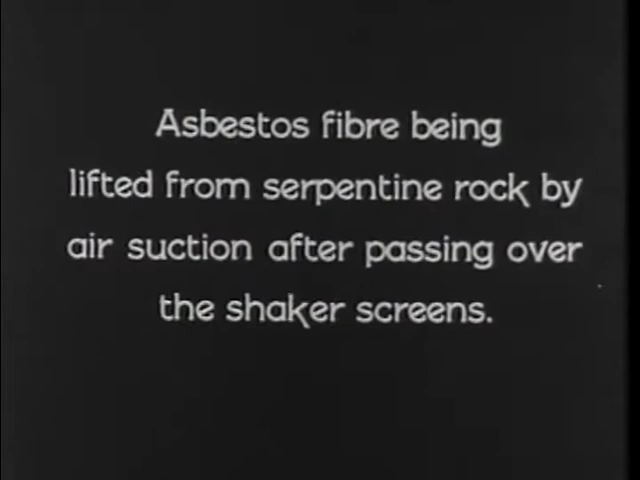 Asbestos fibre being
lifted from serpentine rock by
air suction after passing over
the shaker screens.